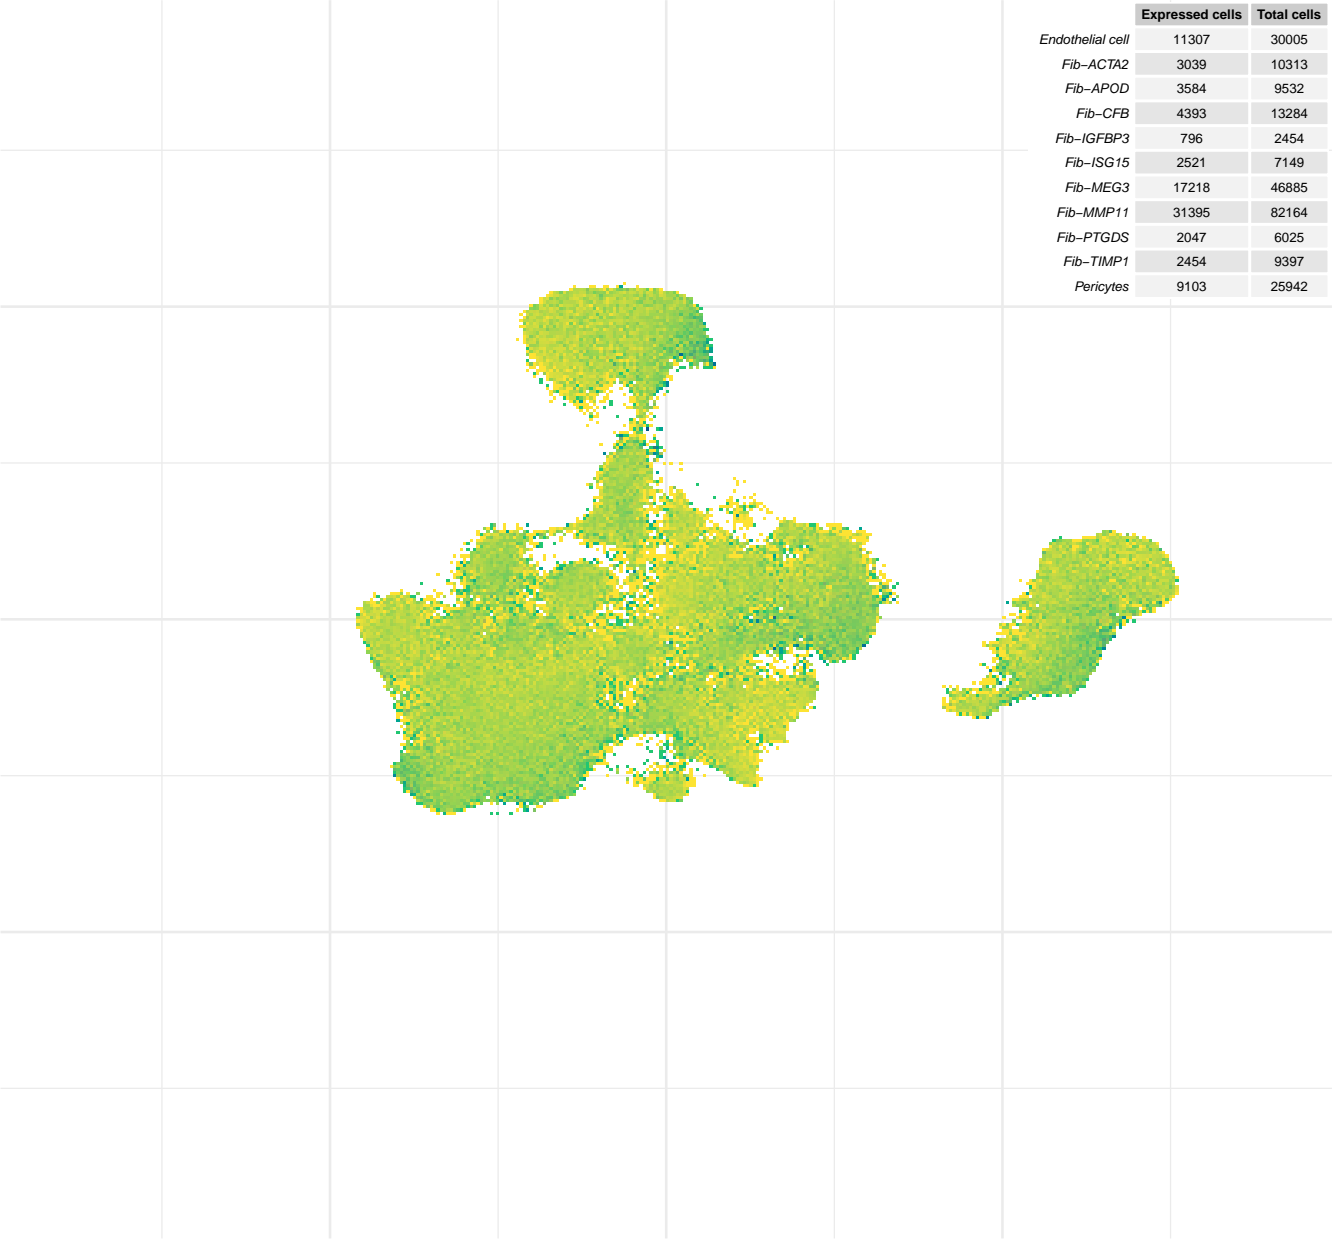 Expressed cells Total cells
Endothelial cell 11307 30005
Fib−ACTA2 3039 10313
Fib−APOD 3584 9532
Fib−CFB 4393 13284
Fib−IGFBP3 796 2454
Fib−ISG15 2521 7149
Fib−MEG3 17218 46885
Fib−MMP11 31395 82164
Fib−PTGDS 2047 6025
Fib−TIMP1 2454 9397
Pericytes 9103 25942